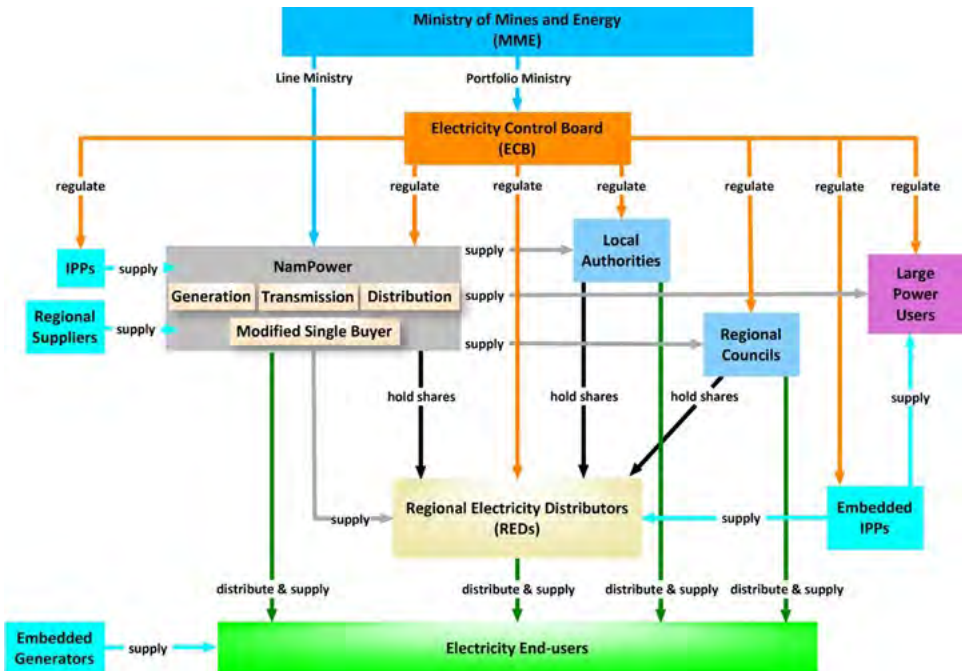 Ministry of Mines and Energy
(MME)
Line Ministry
Portfolio Ministry
Electricity Control Board
(ECB)
regulate
regulate
regulate
regulate
regulate
regulate
regulate
IPPs
supply
NamPower
Generation
Transmission
Distribution
Modified Single Buyer
Regional
Suppliers
supply
supply
Local
Authorities
supply
Large
Power
Users
supply
Regional
Councils
hold shares
hold shares
hold shares
supply
Regional Electricity Distributors
(REDs)
supply
supply
Embedded
IPPs
distribute & supply
distribute & supply
distribute & supply
distribute & supply
Embedded
Generators
supply
Electricity End-users